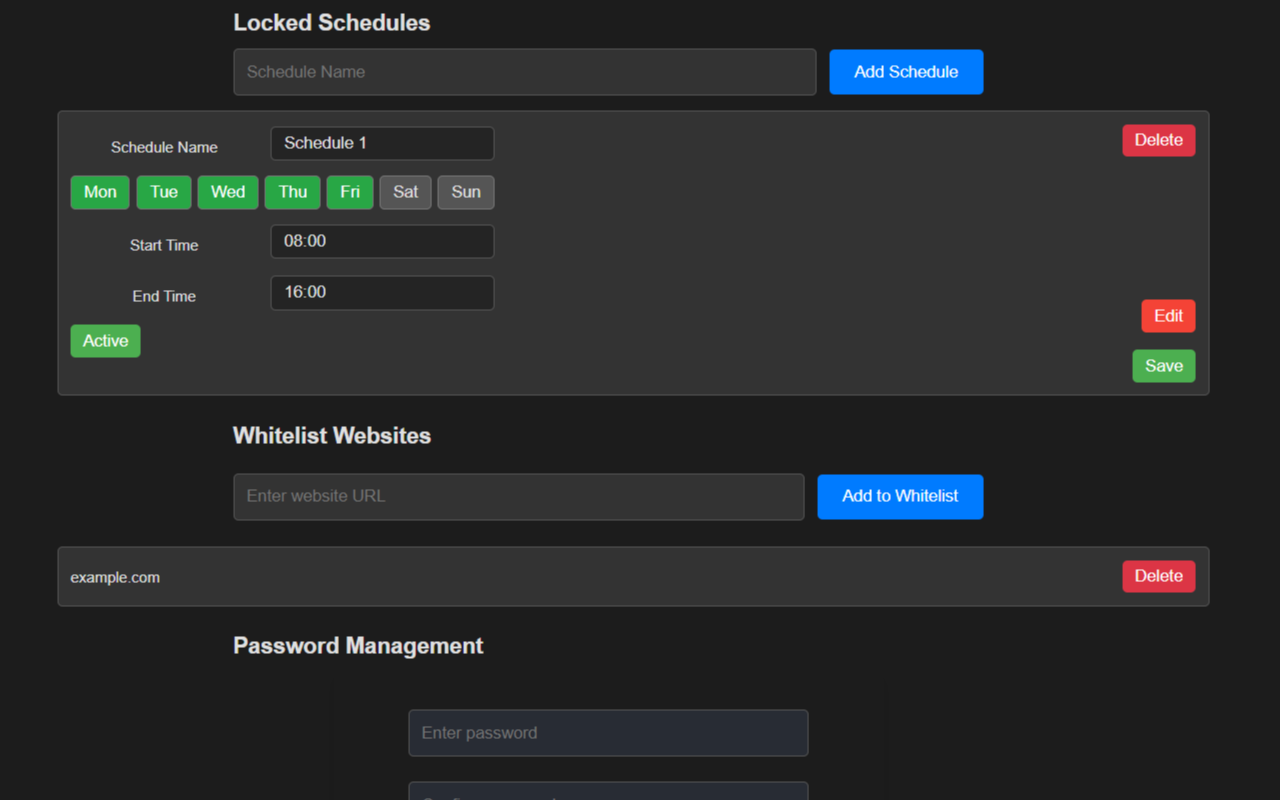 Locked Schedules
Schedule Name
Add Schedule
Schedule Name
Schedule 1
Delete
Mon Tue Wed Thu Fri Sat Sun
Start Time
08:00
End Time
16:00
Edit
Active
Save
Whitelist Websites
Enter website URL
Add to Whitelist
example.com
Delete
Password Management
Enter password